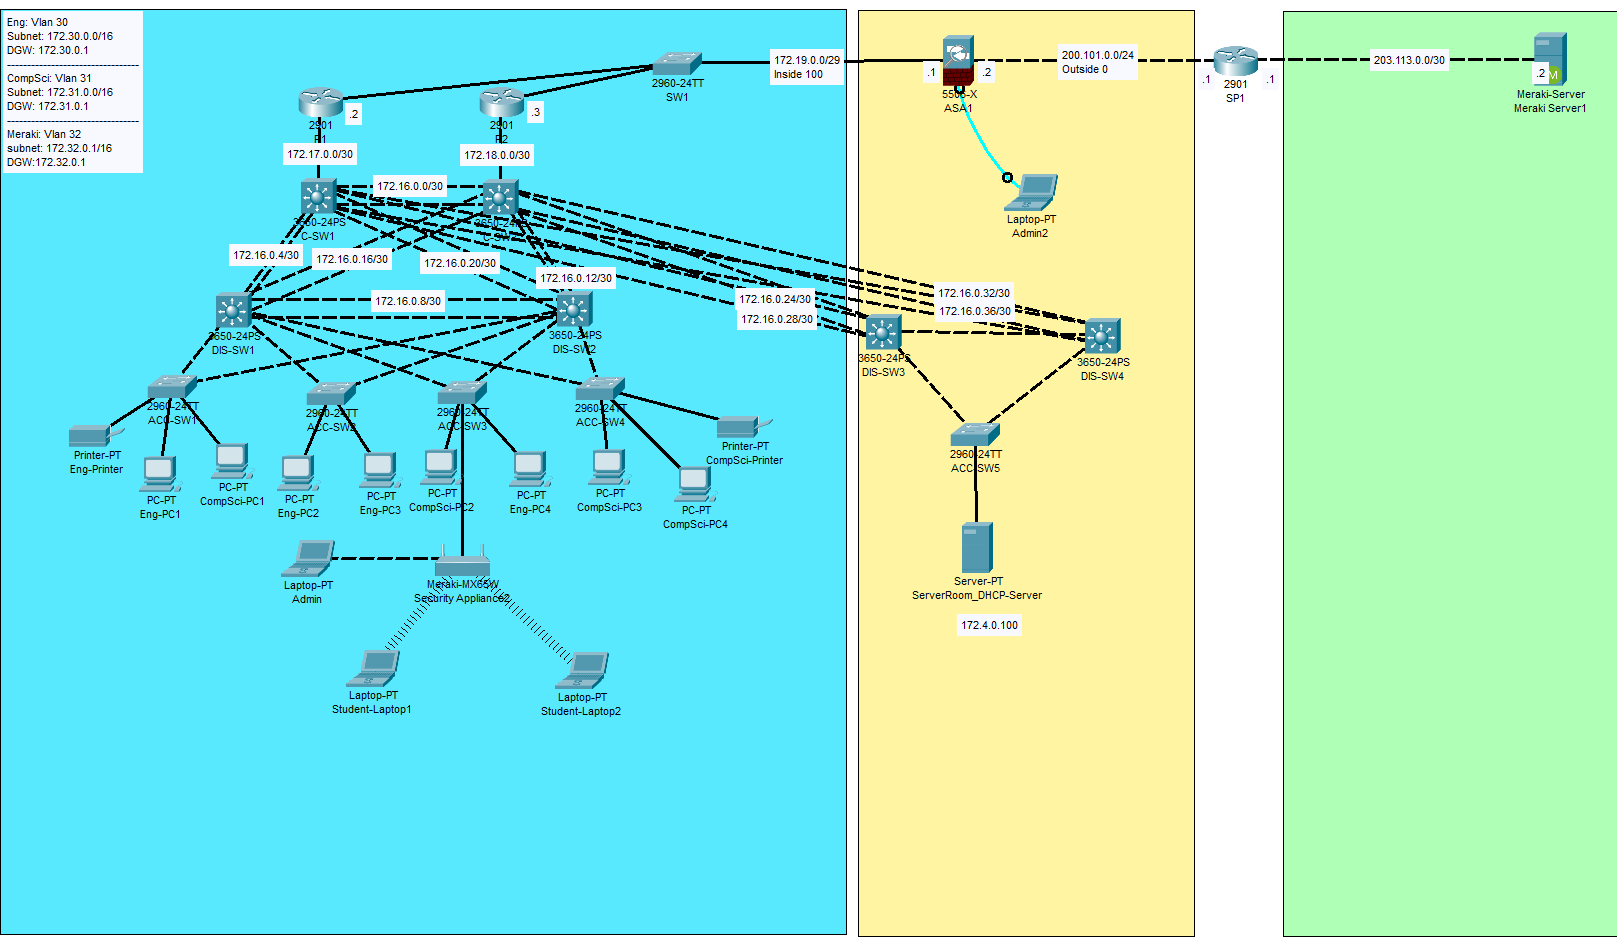 Eng: Vlan 30
Subnet: 172.30.0.0/16
DGW: 172.30.0.1
CompSci: Vlan 31
Subnet: 172.31.0.0/16
DGW: 172.31.0.1
Meraki: Vlan 32
subnet: 172.32.0.1/16
DGW:172.32.0.1
2960-24TT
SW1
172.19.0.0/29
Inside 100
.1
.2
5506-X
ASA1
200.101.0.0/24
Outside 0
.1
2901
SP1
.1
203.113.0.0/30
.2
M
Meraki-Server
Meraki Server1
2901
R1
.2
2901
R2
.3
172.17.0.0/30
172.18.0.0/30
172.16.0.0/30
3650-24PS
C-SW1
3650-24PS
C-SW2
Laptop-PT
Admin2
172.16.0.4/30
172.16.0.16/30
172.16.0.20/30
172.16.0.12/30
172.16.0.8/30
172.16.0.24/30
172.16.0.28/30
172.16.0.32/30
172.16.0.36/30
3650-24PS
DIS-SW1
3650-24PS
DIS-SW2
3650-24PS
DIS-SW3
3650-24PS
DIS-SW4
2960-24TT
ACC-SW1
2960-24TT
ACC-SW2
2960-24TT
ACC-SW3
2960-24TT
ACC-SW4
2960-24TT
ACC-SW5
Printer-PT
Eng-Printer
PC-PT
Eng-PC1
PC-PT
CompSci-PC1
PC-PT
Eng-PC2
PC-PT
Eng-PC3
PC-PT
CompSci-PC2
PC-PT
Eng-PC4
PC-PT
CompSci-PC3
PC-PT
CompSci-PC4
Printer-PT
CompSci-Printer
Laptop-PT
Admin
Meraki-MX65W
Security Appliance2
Server-PT
ServerRoom_DHCP-Server
172.4.0.100
Laptop-PT
Student-Laptop1
Laptop-PT
Student-Laptop2